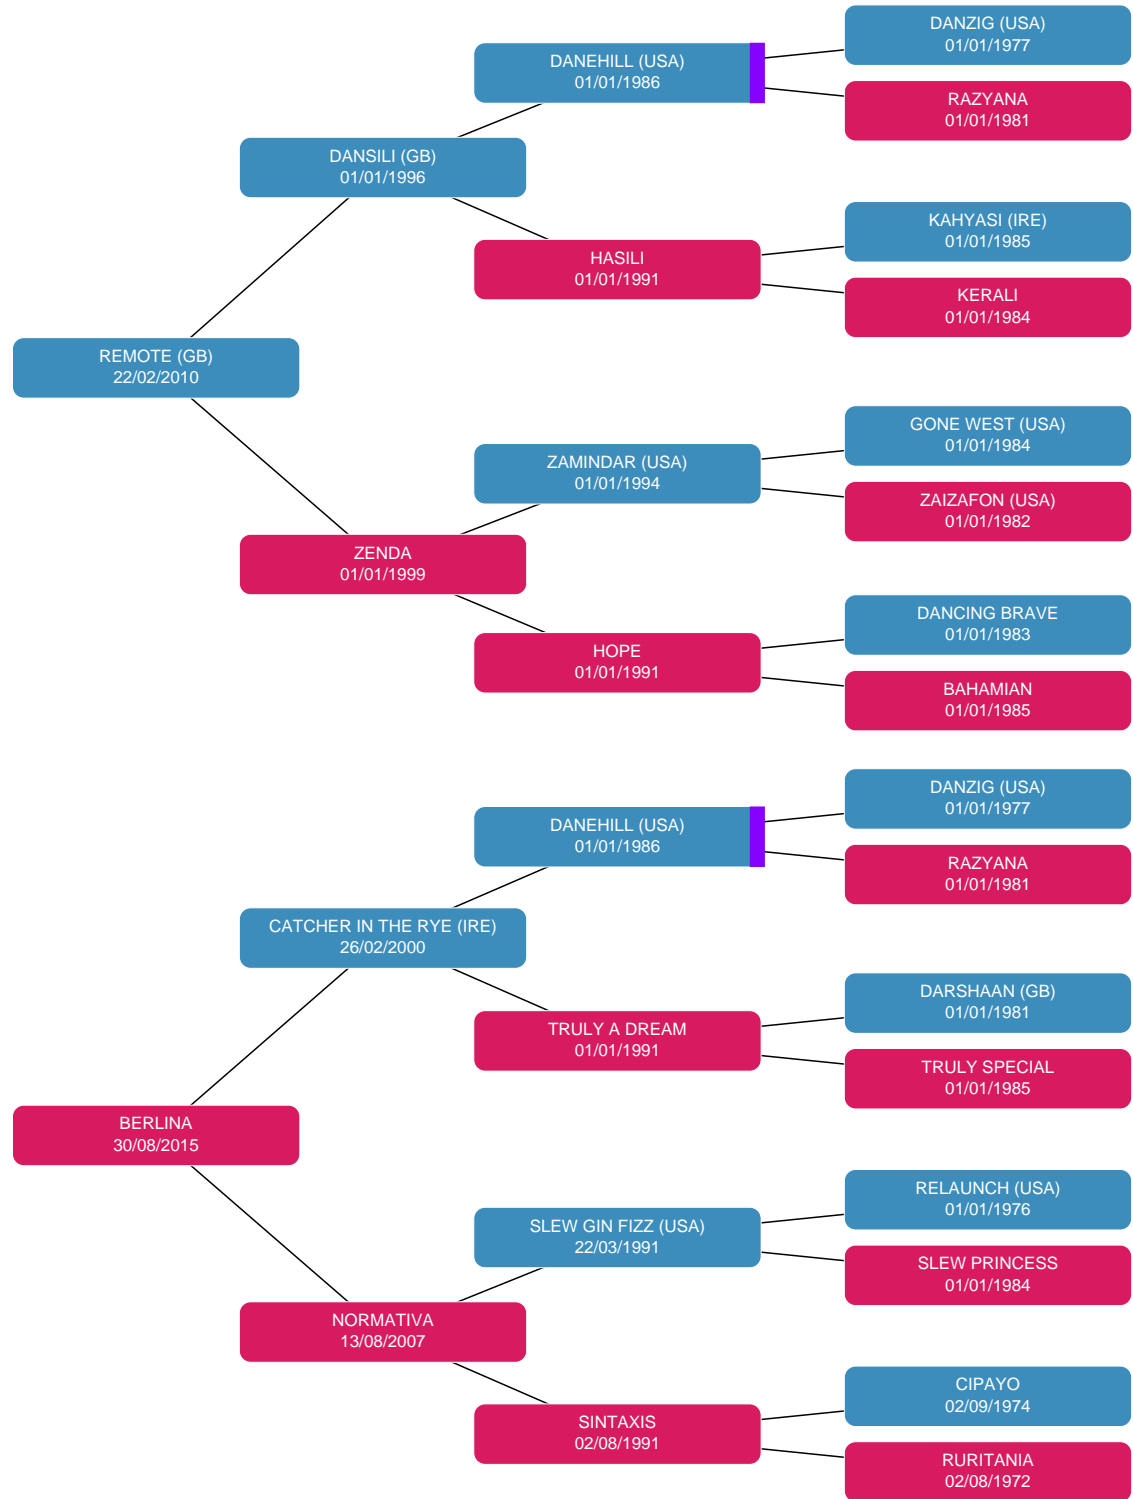 DANZIG (USA)
01/01/1977
DANEHILL (USA)
01/01/1986
RAZYANA
01/01/1981
DANSILI (GB)
01/01/1996
KAHYASI (IRE)
01/01/1985
HASILI
01/01/1991
KERALI
01/01/1984
REMOTE (GB)
22/02/2010
GONE WEST (USA)
01/01/1984
ZAMINDAR (USA)
01/01/1994
ZAIZAFON (USA)
01/01/1982
ZENDA
01/01/1999
DANCING BRAVE
01/01/1983
HOPE
01/01/1991
BAHAMIAN
01/01/1985
DANZIG (USA)
01/01/1977
DANEHILL (USA)
01/01/1986
RAZYANA
01/01/1981
CATCHER IN THE RYE (IRE)
26/02/2000
DARSHAAN (GB)
01/01/1981
TRULY A DREAM
01/01/1991
TRULY SPECIAL
01/01/1985
BERLINA
30/08/2015
RELAUNCH (USA)
01/01/1976
SLEW GIN FIZZ (USA)
22/03/1991
SLEW PRINCESS
01/01/1984
NORMATIVA
13/08/2007
CIPAYO
02/09/1974
SINTAXIS
02/08/1991
RURITANIA
02/08/1972